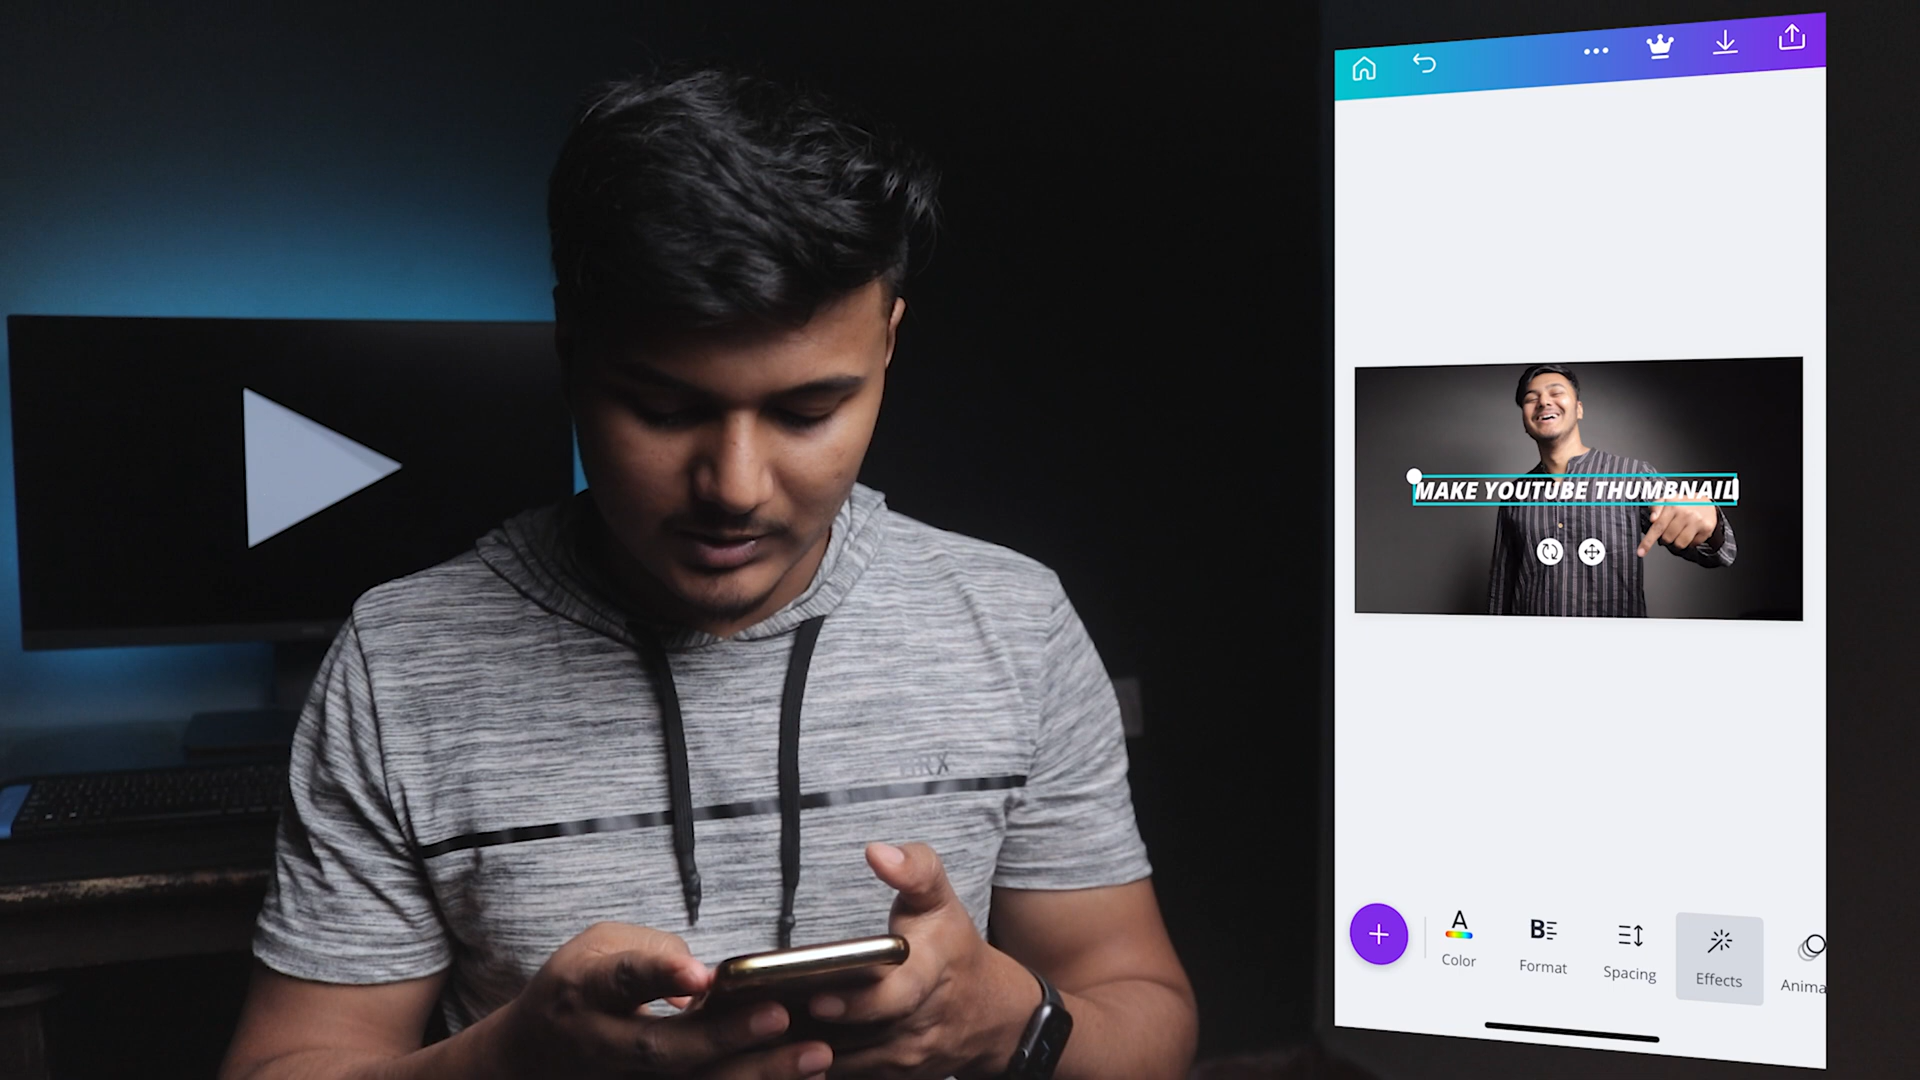 MAKE YOUTUBE THUMBNAIL
Color
Format
Spacing
Effects
Anima